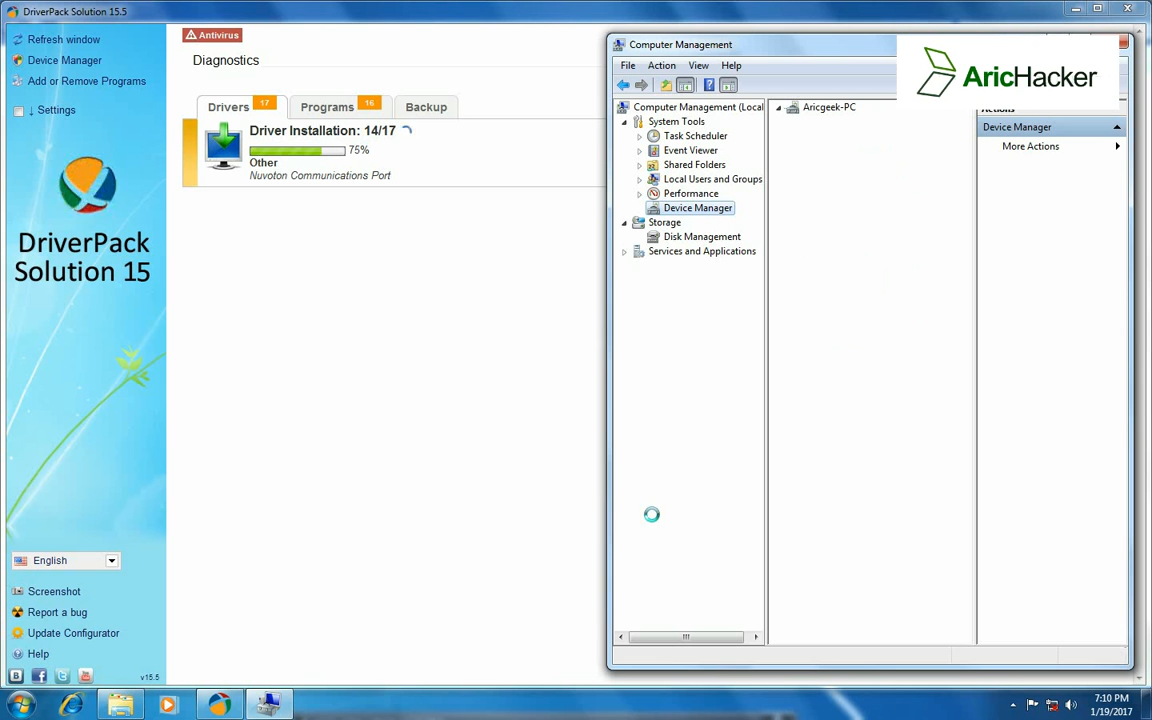 DriverPack Solution 15.5
Refresh window
Device Manager
Add or Remove Programs
↓ Settings
DriverPack
Solution 15
English
Screenshot
Report a bug
Update Configurator
Help
v15.5
Antivirus
Diagnostics
Drivers 17
Programs 16
Backup
Driver Installation: 14/17
75%
Other
Nuvoton Communications Port
Computer Management
File Action View Help
Computer Management (Local
System Tools
Task Scheduler
Event Viewer
Shared Folders
Local Users and Groups
Performance
Device Manager
Storage
Disk Management
Services and Applications
Aricgeek-PC
AricHacker
Actions
Device Manager
More Actions
7:10 PM
1/19/2017